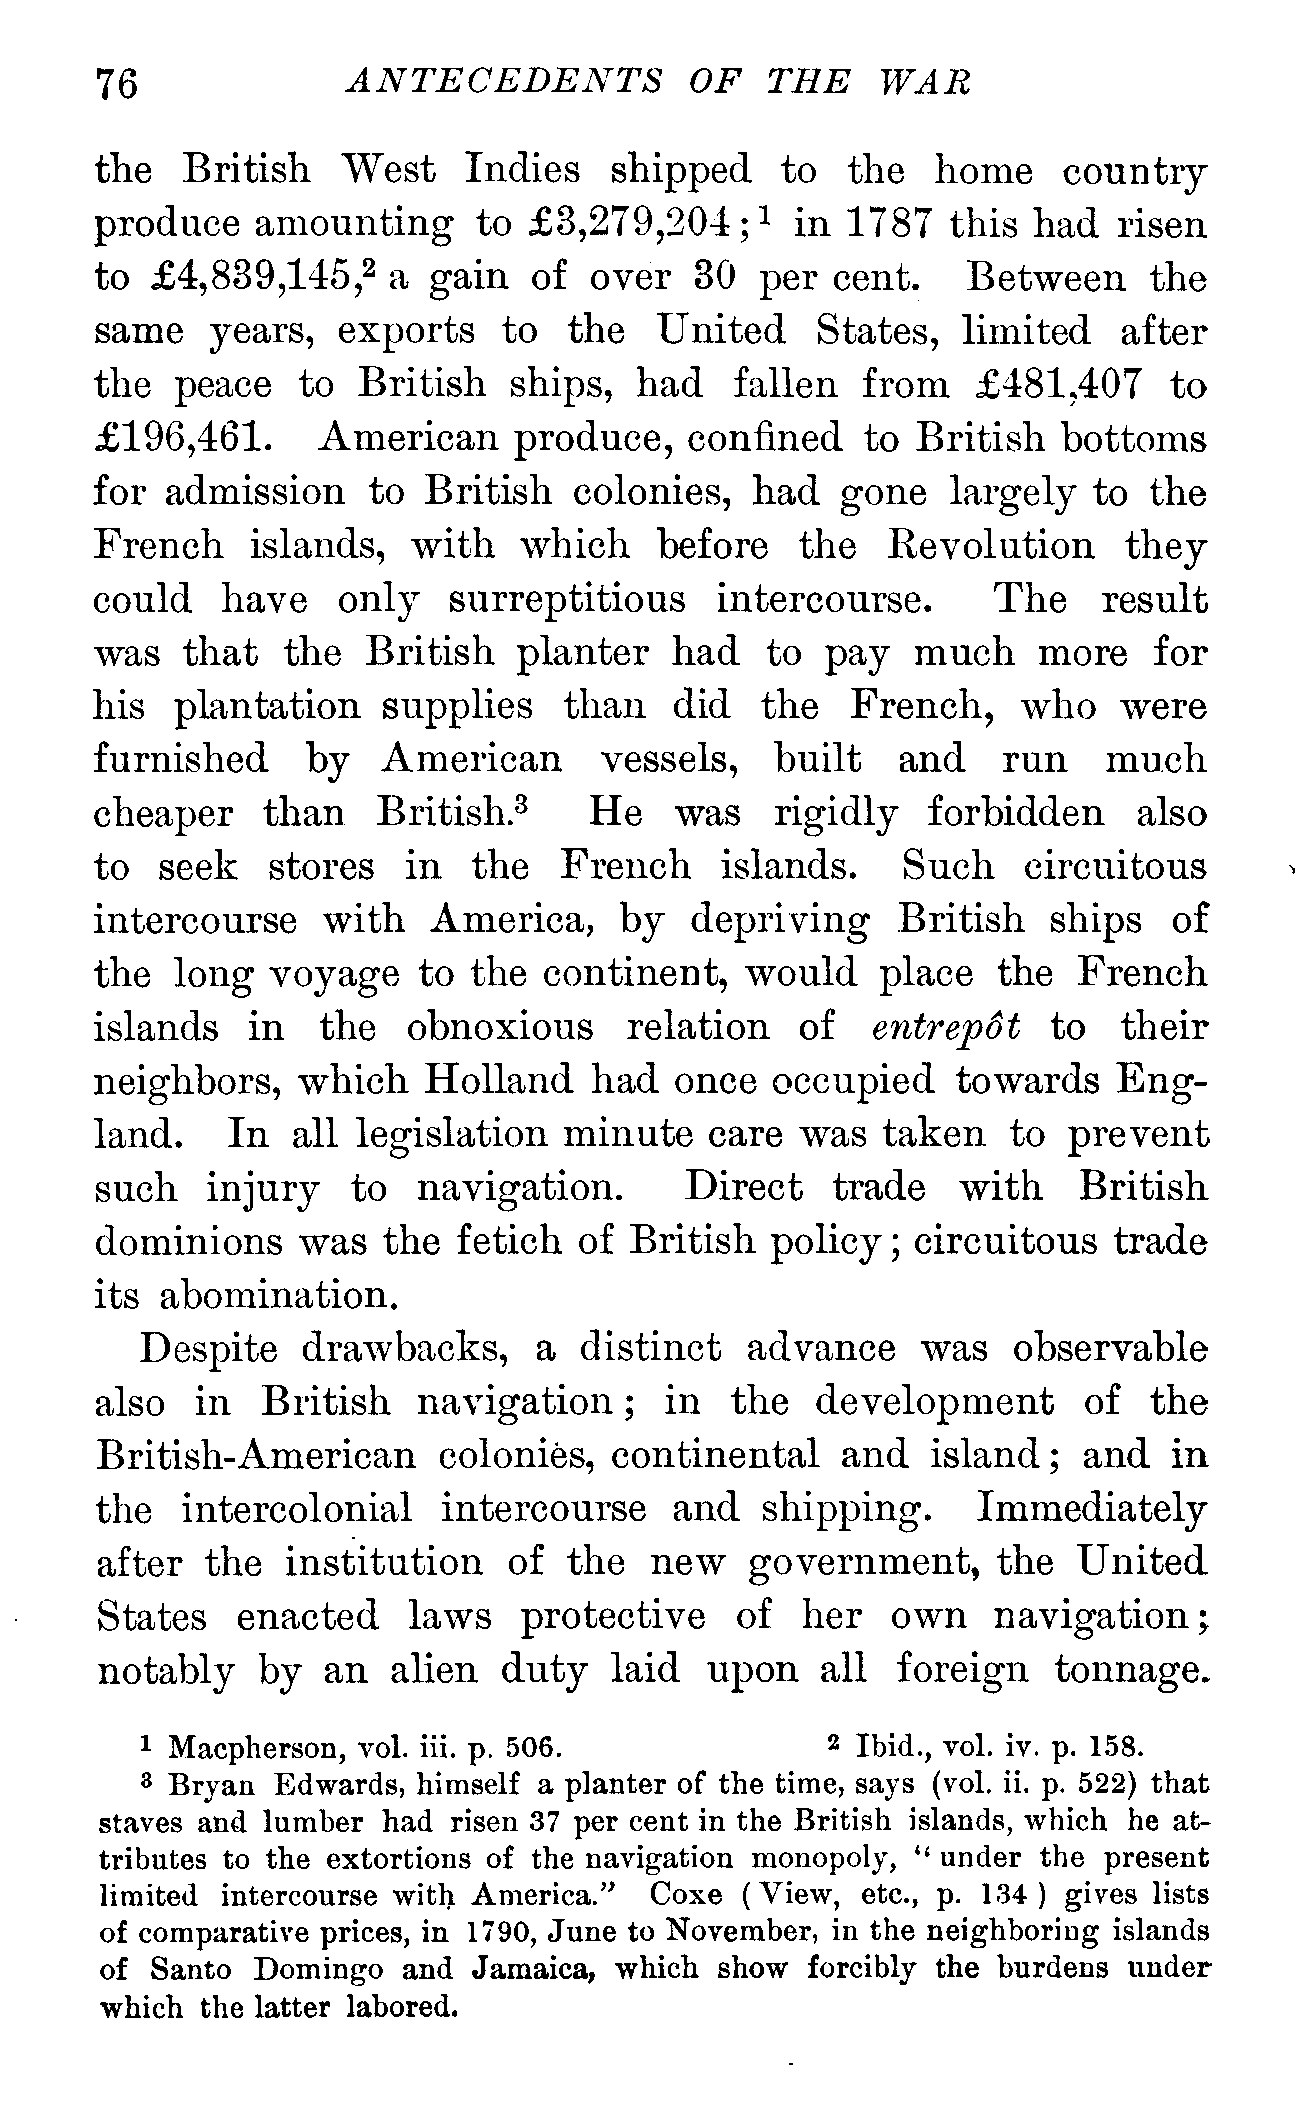 76 ANTECEDENTS OF THE WAR
the British West Indies shipped to the home country
produce amounting to £3,279,204;¹ in 1787 this had risen
to £4,839,145,² a gain of over 30 per cent. Between the
same years, exports to the United States, limited after
the peace to British ships, had fallen from £481,407 to
£196,461. American produce, confined to British bottoms
for admission to British colonies, had gone largely to the
French islands, with which before the Revolution they
could have only surreptitious intercourse. The result
was that the British planter had to pay much more for
his plantation supplies than did the French, who were
furnished by American vessels, built and run much
cheaper than British.³ He was rigidly forbidden also
to seek stores in the French islands. Such circuitous
intercourse with America, by depriving British ships of
the long voyage to the continent, would place the French
islands in the obnoxious relation of entrepôt to their
neighbors, which Holland had once occupied towards Eng-
land. In all legislation minute care was taken to prevent
such injury to navigation. Direct trade with British
dominions was the fetich of British policy; circuitous trade
its abomination.
Despite drawbacks, a distinct advance was observable
also in British navigation; in the development of the
British-American colonies, continental and island; and in
the intercolonial intercourse and shipping. Immediately
after the institution of the new government, the United
States enacted laws protective of her own navigation;
notably by an alien duty laid upon all foreign tonnage.
¹ Macpherson, vol. iii. p. 506. ² Ibid., vol. iv. p. 158.
³ Bryan Edwards, himself a planter of the time, says (vol. ii. p. 522) that
staves and lumber had risen 37 per cent in the British islands, which he at-
tributes to the extortions of the navigation monopoly, "under the present
limited intercourse with America." Coxe (View, etc., p. 134) gives lists
of comparative prices, in 1790, June to November, in the neighboring islands
of Santo Domingo and Jamaica, which show forcibly the burdens under
which the latter labored.